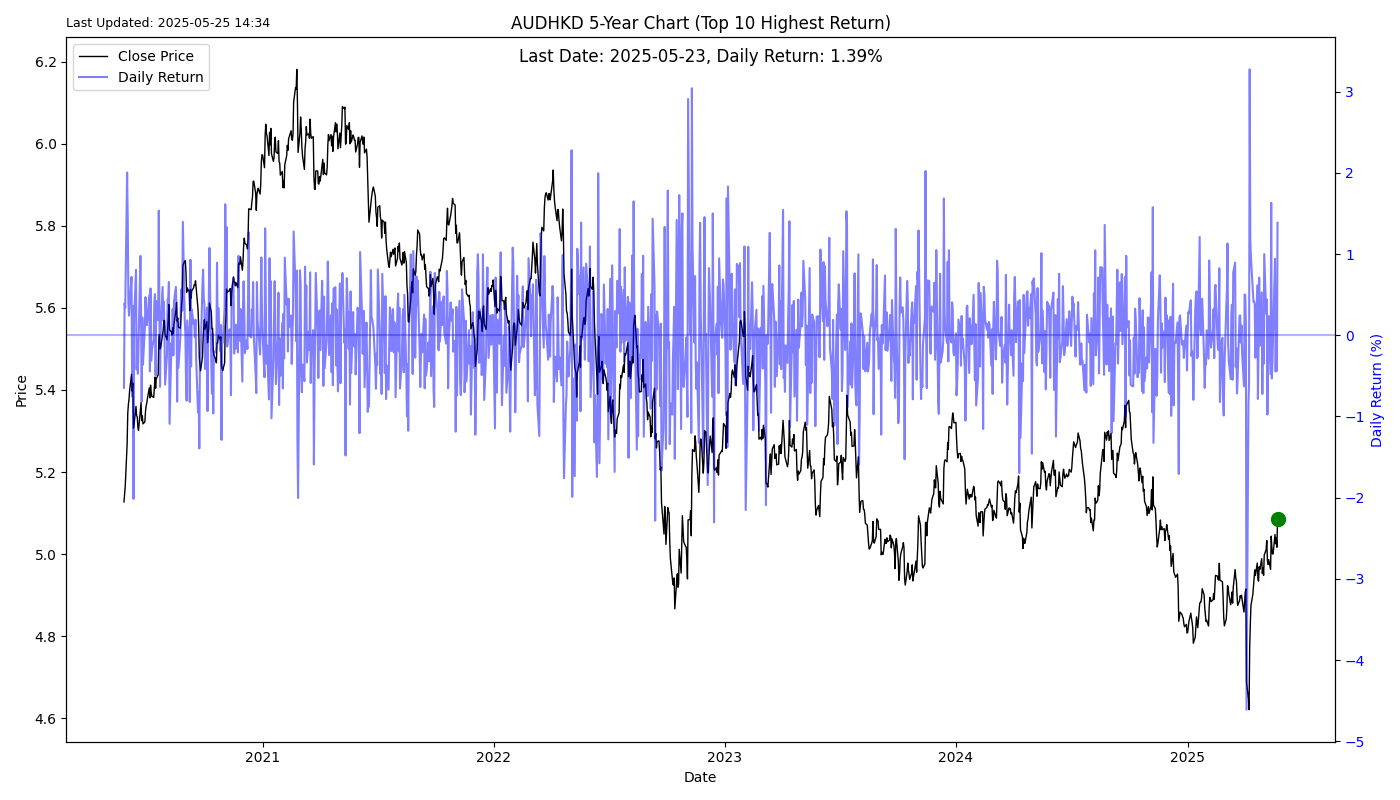 Last Updated: 2025-05-25 14:34
AUDHKD 5-Year Chart (Top 10 Highest Return)
Last Date: 2025-05-23, Daily Return: 1.39%
Close Price
Daily Return
6.2
6.0
5.8
5.6
5.4
5.2
5.0
4.8
4.6
Price
3
2
1
0
−1
−2
−3
−4
−5
Daily Return (%)
2021
2022
2023
2024
2025
Date